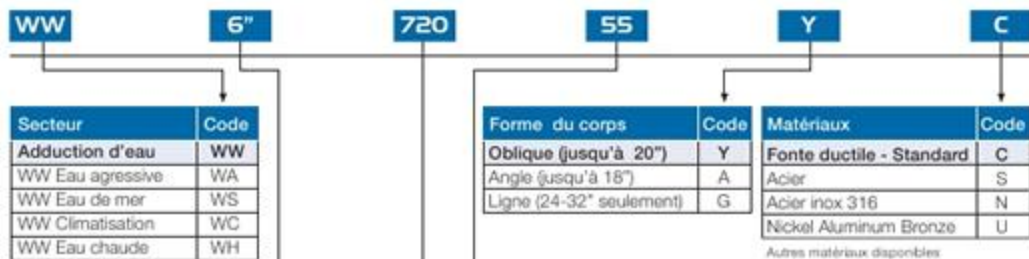 WW 6" 720 55 Y C
Secteur Code
Adduction d'eau WW
WW Eau agressive WA
WW Eau de mer WS
WW Climatisation WC
WW Eau chaude WH
Forme du corps Code
Oblique (jusqu'à 20") Y
Angle (jusqu'à 18") A
Ligne (24-32" seulement) G
Matériaux Code
Fonte ductile - Standard C
Acier S
Acier inox 316 N
Nickel Aluminum Bronze U
Autres matériaux disponibles